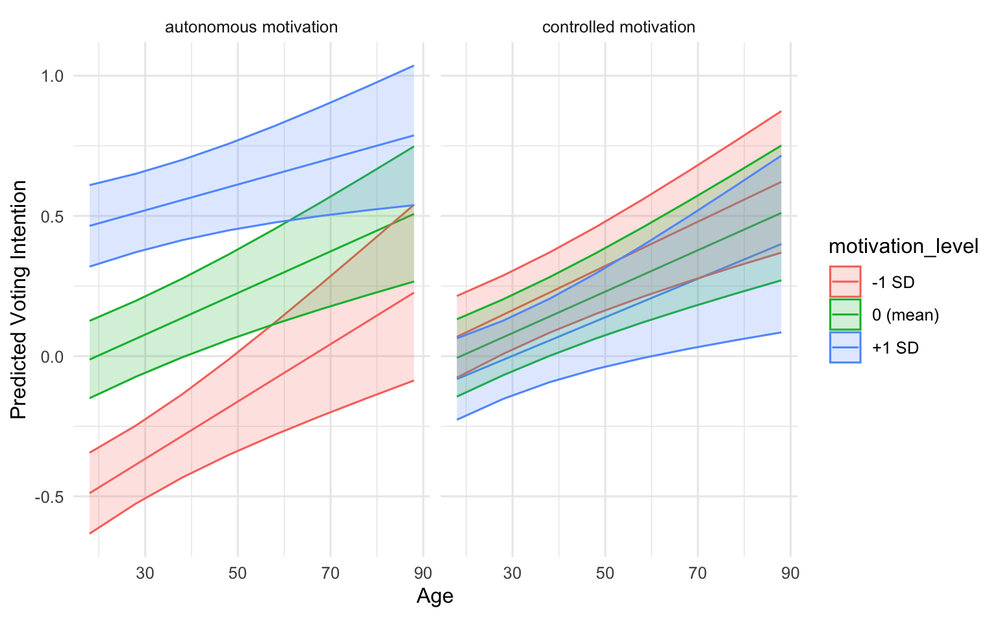 autonomous motivation
controlled motivation
Predicted Voting Intention
1.0
0.5
0.0
-0.5
30
50
70
90
30
50
70
90
Age
motivation_level
-1 SD
0 (mean)
+1 SD